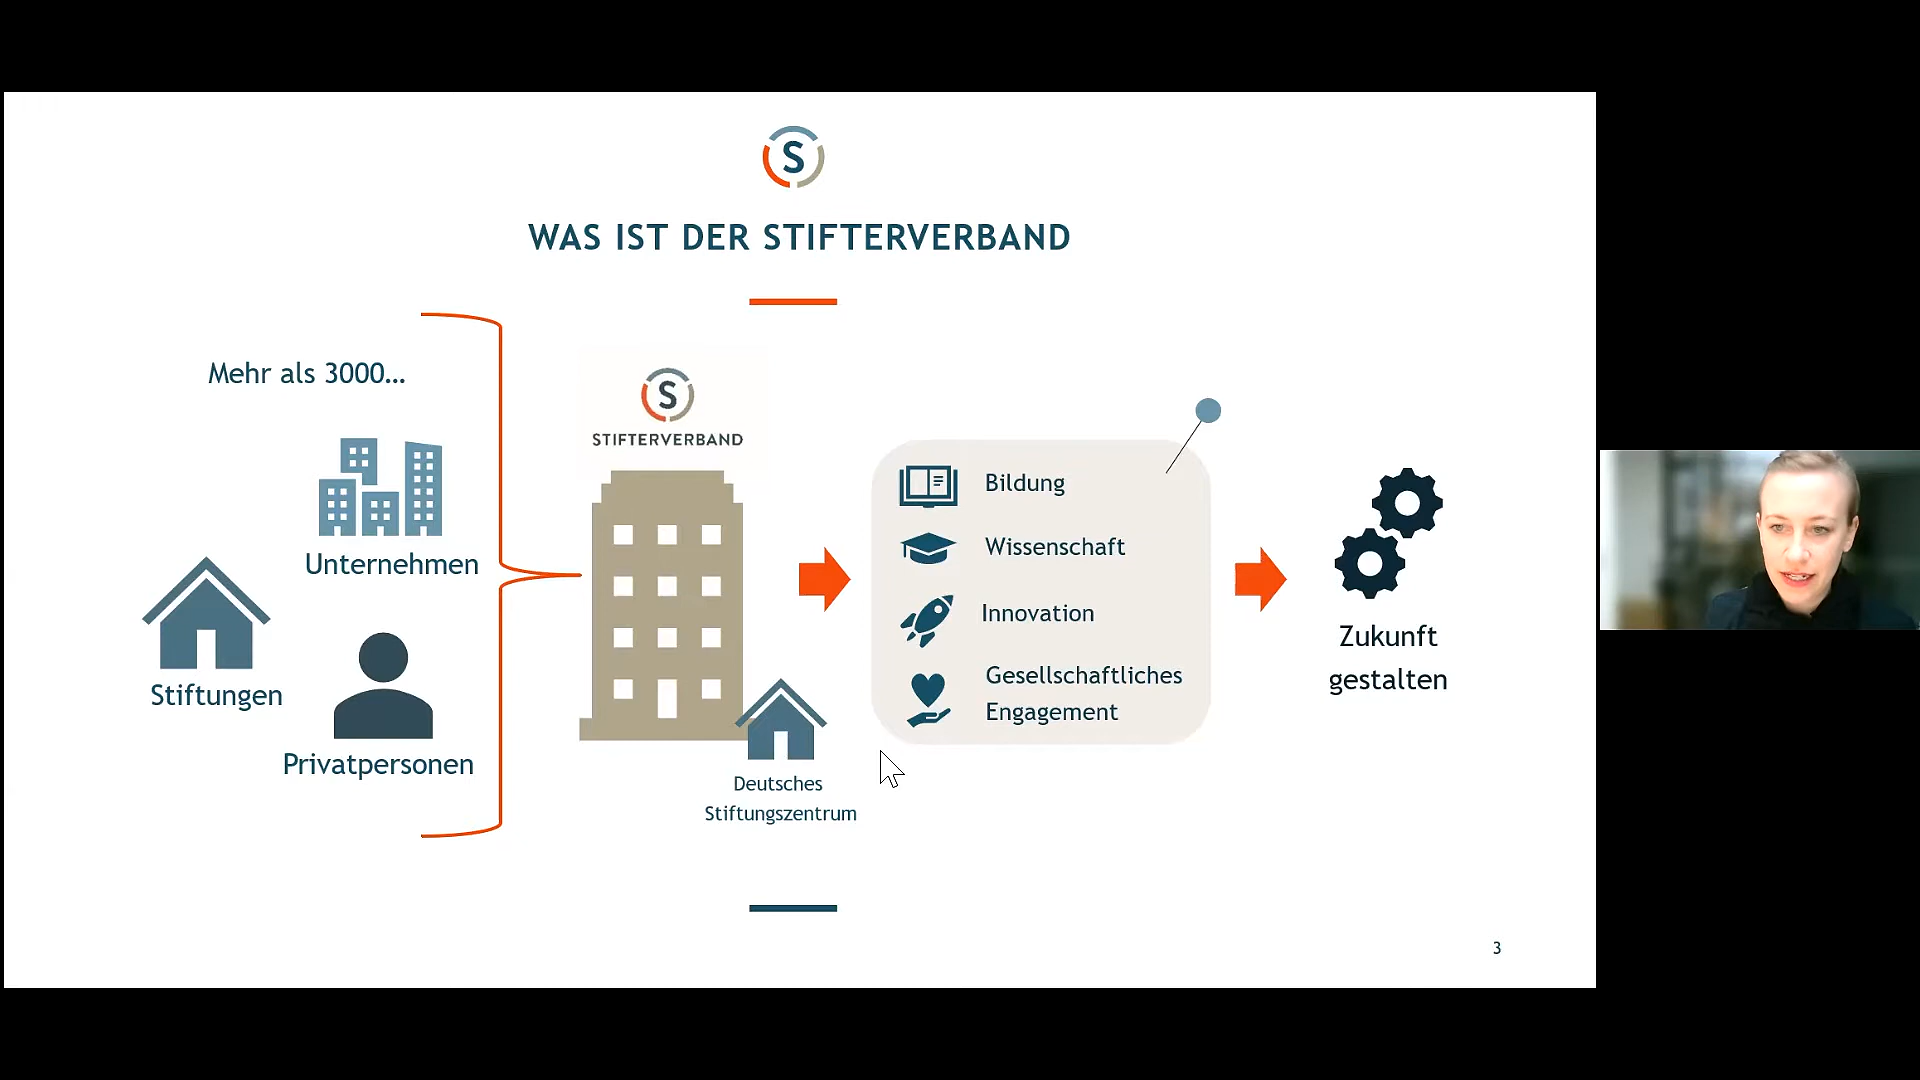 S
WAS IST DER STIFTERVERBAND
Mehr als 3000...
Unternehmen
Stiftungen
Privatpersonen
S
STIFTERVERBAND
Deutsches
Stiftungszentrum
Bildung
Wissenschaft
Innovation
Gesellschaftliches
Engagement
Zukunft
gestalten
3